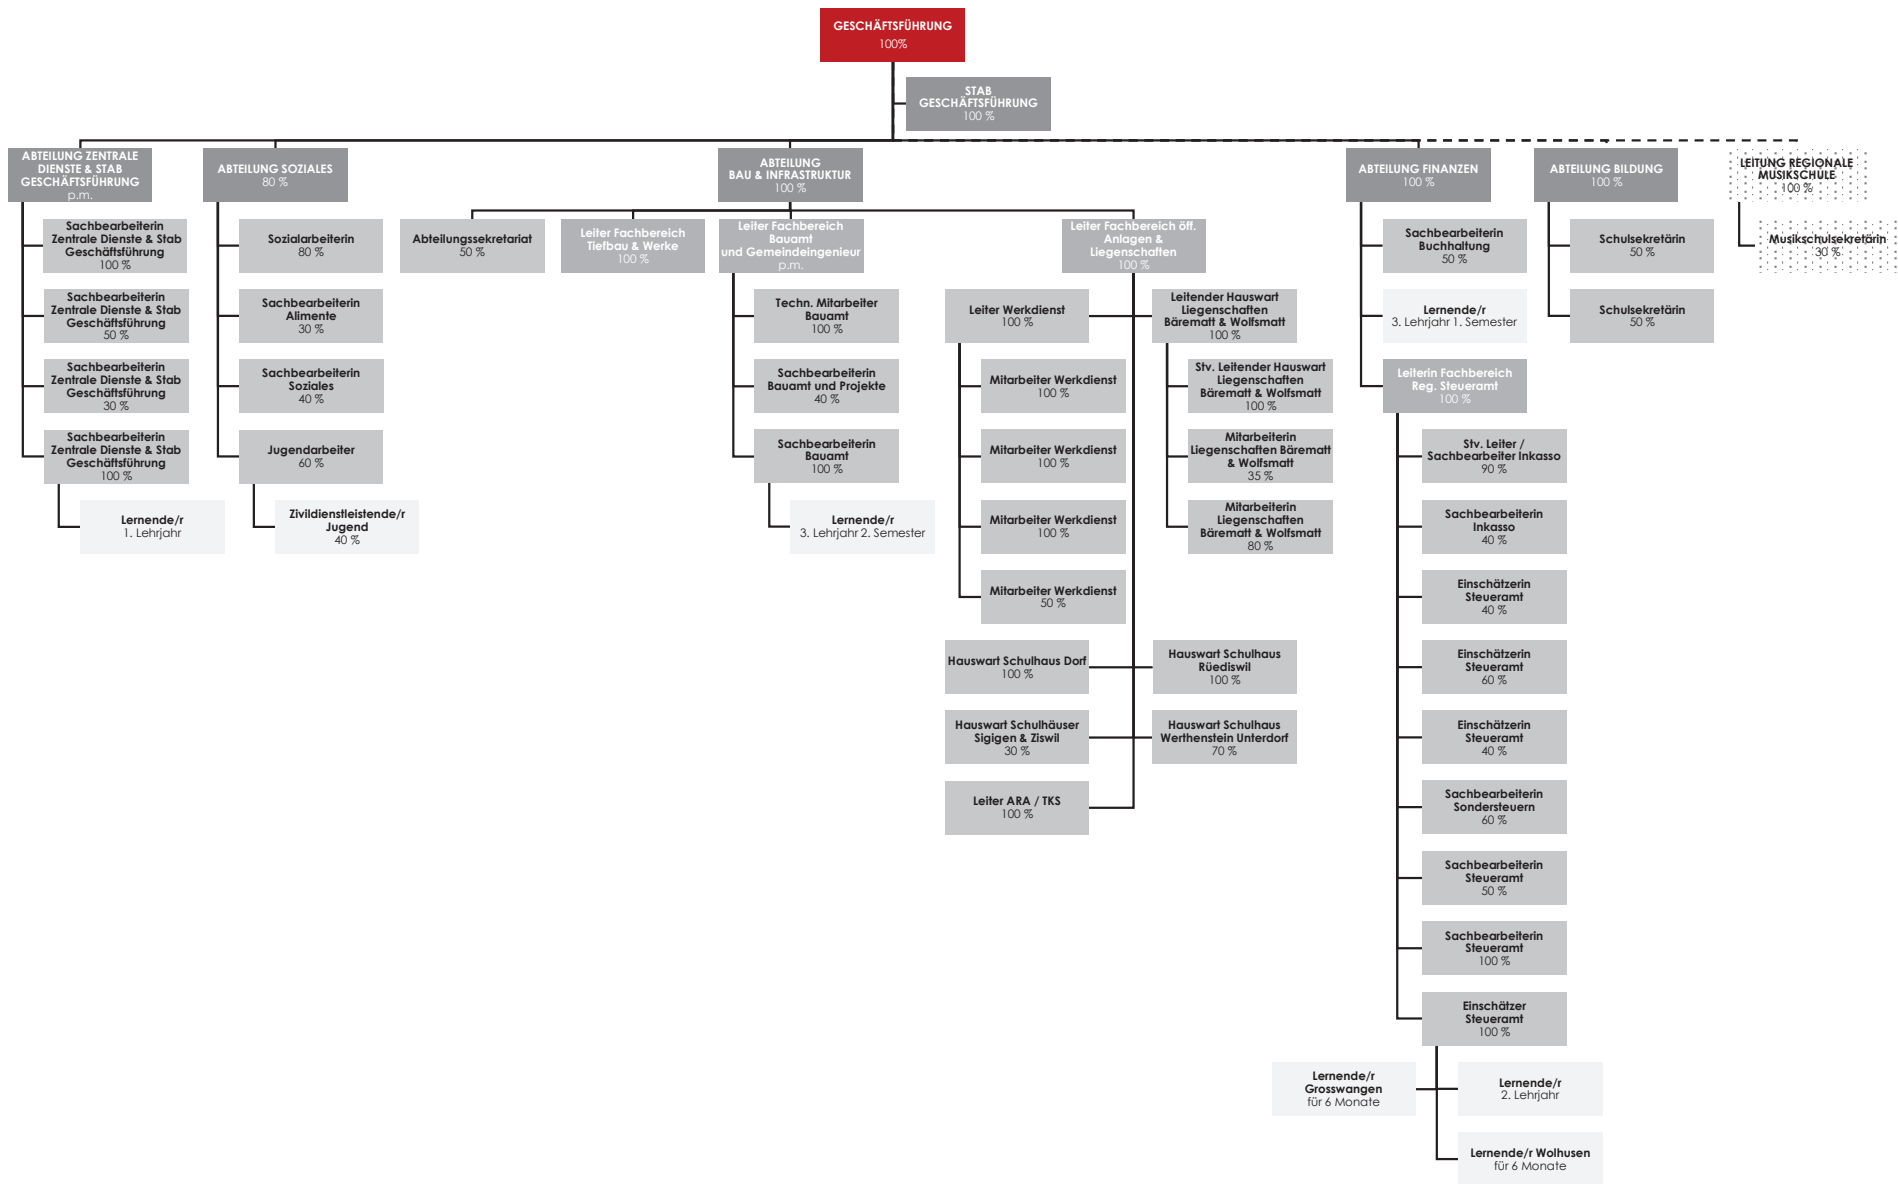 GESCHÄFTSFÜHRUNG
100%
STAB
GESCHÄFTSFÜHRUNG
100 %
ABTEILUNG ZENTRALE
DIENSTE & STAB
GESCHÄFTSFÜHRUNG
p.m.
Sachbearbeiterin
Zentrale Dienste & Stab
Geschäftsführung
100 %
Sachbearbeiterin
Zentrale Dienste & Stab
Geschäftsführung
50 %
Sachbearbeiterin
Zentrale Dienste & Stab
Geschäftsführung
30 %
Sachbearbeiterin
Zentrale Dienste & Stab
Geschäftsführung
100 %
Lernende/r
1. Lehrjahr
ABTEILUNG SOZIALES
80 %
Sozialarbeiterin
80 %
Sachbearbeiterin
Alimente
30 %
Sachbearbeiterin
Soziales
40 %
Jugendarbeiter
60 %
Zivildienstleistende/r
Jugend
40 %
ABTEILUNG
BAU & INFRASTRUKTUR
100 %
Abteilungssekretariat
50 %
Leiter Fachbereich
Tiefbau & Werke
100 %
Leiter Fachbereich
Bauamt
und Gemeindeingenieur
p.m.
Techn. Mitarbeiter
Bauamt
100 %
Sachbearbeiterin
Bauamt und Projekte
40 %
Sachbearbeiterin
Bauamt
100 %
Lernende/r
3. Lehrjahr 2. Semester
Leiter Fachbereich öff.
Anlagen &
Liegenschaften
100 %
Leiter Werkdienst
100 %
Mitarbeiter Werkdienst
100 %
Mitarbeiter Werkdienst
100 %
Mitarbeiter Werkdienst
100 %
Mitarbeiter Werkdienst
50 %
Leitender Hauswart
Liegenschaften
Bärematt & Wolfsmatt
100 %
Stv. Leitender Hauswart
Liegenschaften
Bärematt & Wolfsmatt
100 %
Mitarbeiterin
Liegenschaften Bärematt
& Wolfsmatt
35 %
Mitarbeiterin
Liegenschaften
Bärematt & Wolfsmatt
80 %
Hauswart Schulhaus Dorf
100 %
Hauswart Schulhaus
Rüediswil
100 %
Hauswart Schulhäuser
Sigigen & Ziswil
30 %
Hauswart Schulhaus
Werthenstein Unterdorf
70 %
Leiter ARA / TKS
100 %
ABTEILUNG FINANZEN
100 %
Sachbearbeiterin
Buchhaltung
50 %
Lernende/r
3. Lehrjahr 1. Semester
Leiterin Fachbereich
Reg. Steueramt
100 %
Stv. Leiter /
Sachbearbeiter Inkasso
90 %
Sachbearbeiterin
Inkasso
40 %
Einschätzerin
Steueramt
40 %
Einschätzerin
Steueramt
60 %
Einschätzerin
Steueramt
40 %
Sachbearbeiterin
Sondersteuern
60 %
Sachbearbeiterin
Steueramt
50 %
Sachbearbeiterin
Steueramt
100 %
Einschätzer
Steueramt
100 %
Lernende/r
Grosswangen
für 6 Monate
Lernende/r
2. Lehrjahr
Lernende/r Wolhusen
für 6 Monate
ABTEILUNG BILDUNG
100 %
Schulsekretärin
50 %
Schulsekretärin
50 %
LEITUNG REGIONALE
MUSIKSCHULE
100 %
Musikschulsekretärin
30 %